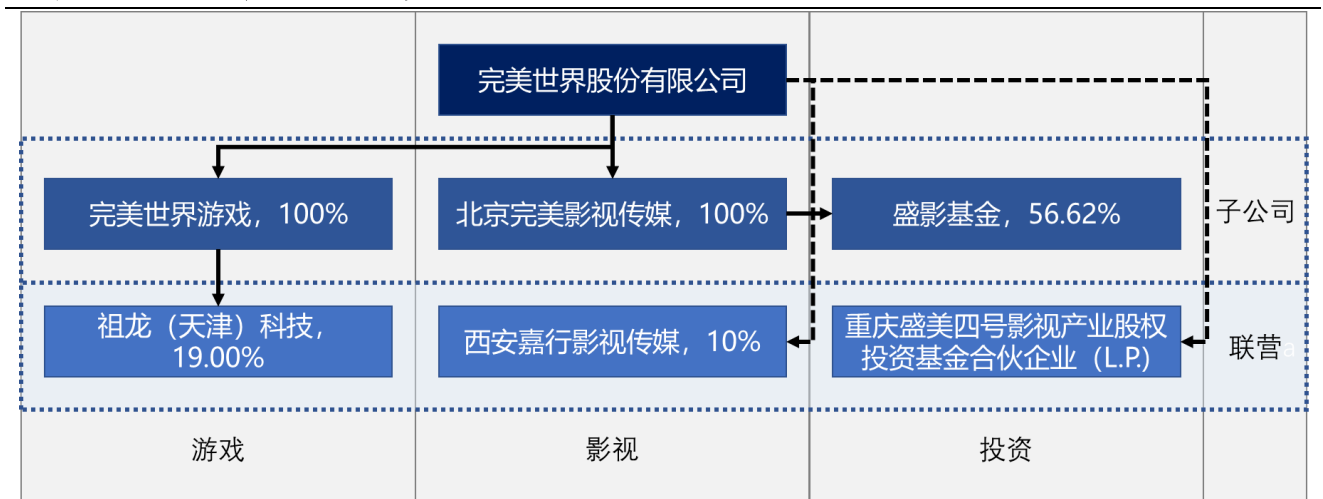 完美世界股份有限公司
完美世界游戏，100%
北京完美影视传媒，100%
盛影基金，56.62%
子公司
祖龙（天津）科技，
19.00%
西安嘉行影视传媒，10%
重庆盛美四号影视产业股权
投资基金合伙企业（L.P.）
联营a
游戏
影视
投资